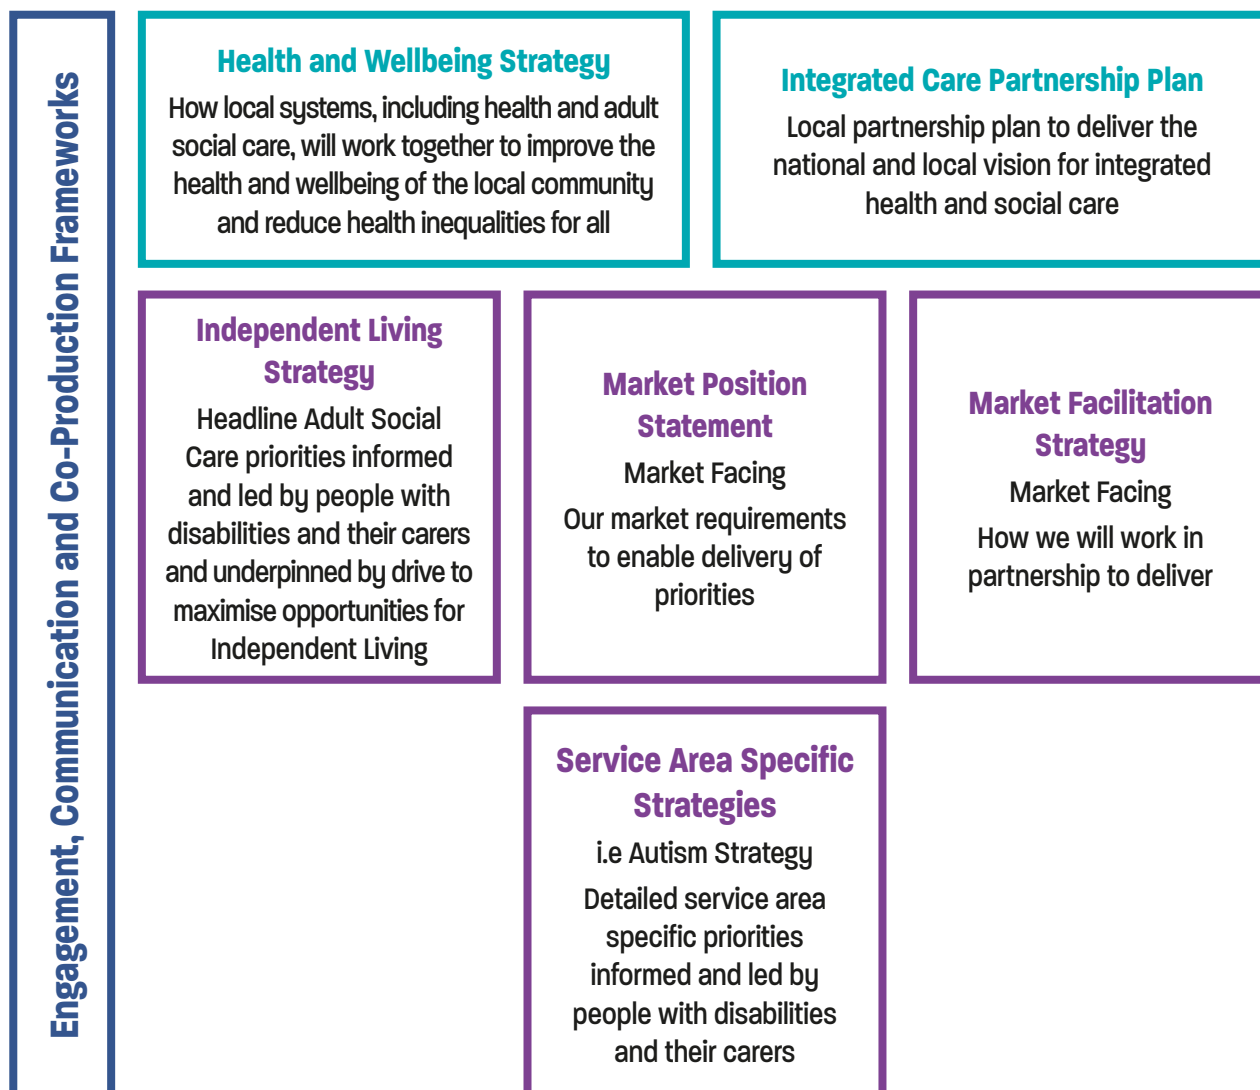 Engagement, Communication and Co-Production Frameworks
Health and Wellbeing Strategy
How local systems, including health and adult
social care, will work together to improve the
health and wellbeing of the local community
and reduce health inequalities for all
Integrated Care Partnership Plan
Local partnership plan to deliver the
national and local vision for integrated
health and social care
Independent Living
Strategy
Headline Adult Social
Care priorities informed
and led by people with
disabilities and their carers
and underpinned by drive to
maximise opportunities for
Independent Living
Market Position
Statement
Market Facing
Our market requirements
to enable delivery of
priorities
Market Facilitation
Strategy
Market Facing
How we will work in
partnership to deliver
Service Area Specific
Strategies
i.e Autism Strategy
Detailed service area
specific priorities
informed and led by
people with disabilities
and their carers